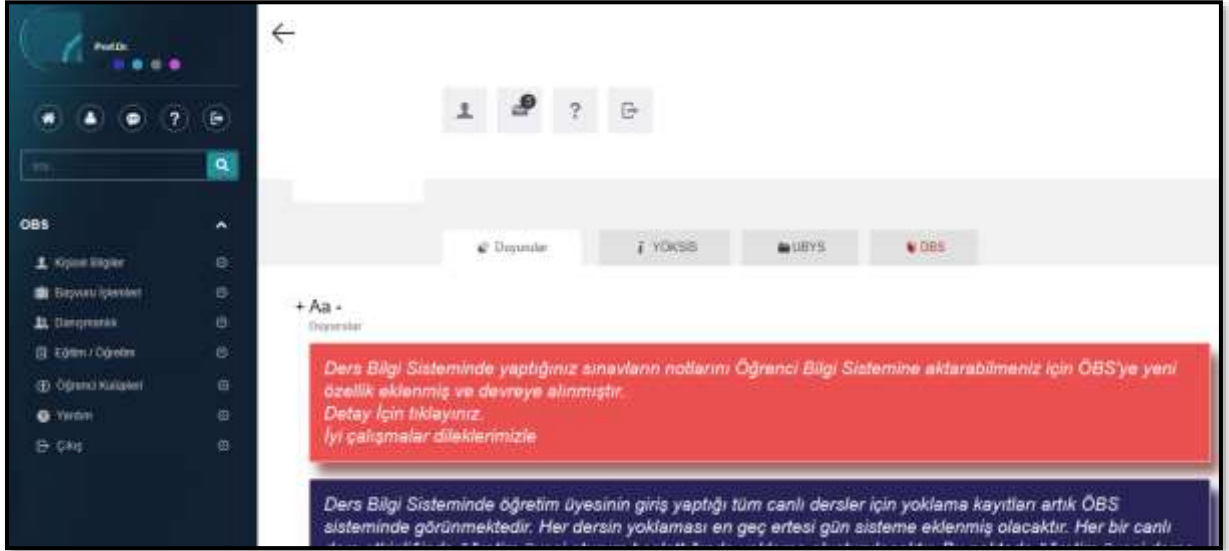 Prof.Dr.
ara
OBS
Kişisel Bilgiler
Başvuru İşlemleri
Danışmanlık
Eğitim / Öğretim
Öğrenci Kulüpleri
Yardım
Çıkış
Duyurular
YÖKSİS
UBYS
OBS
+ Aa -
Duyurular
Ders Bilgi Sisteminde yaptığınız sınavların notlarını Öğrenci Bilgi Sistemine aktarabilmeniz için ÖBS'ye yeni
özellik eklenmiş ve devreye alınmıştır.
Detay İçin tıklayınız.
İyi çalışmalar dileklerimizle
Ders Bilgi Sisteminde öğretim üyesinin giriş yaptığı tüm canlı dersler için yoklama kayıtları artık ÖBS
sisteminde görünmektedir. Her dersin yoklaması en geç ertesi gün sisteme eklenmiş olacaktır. Her bir canlı